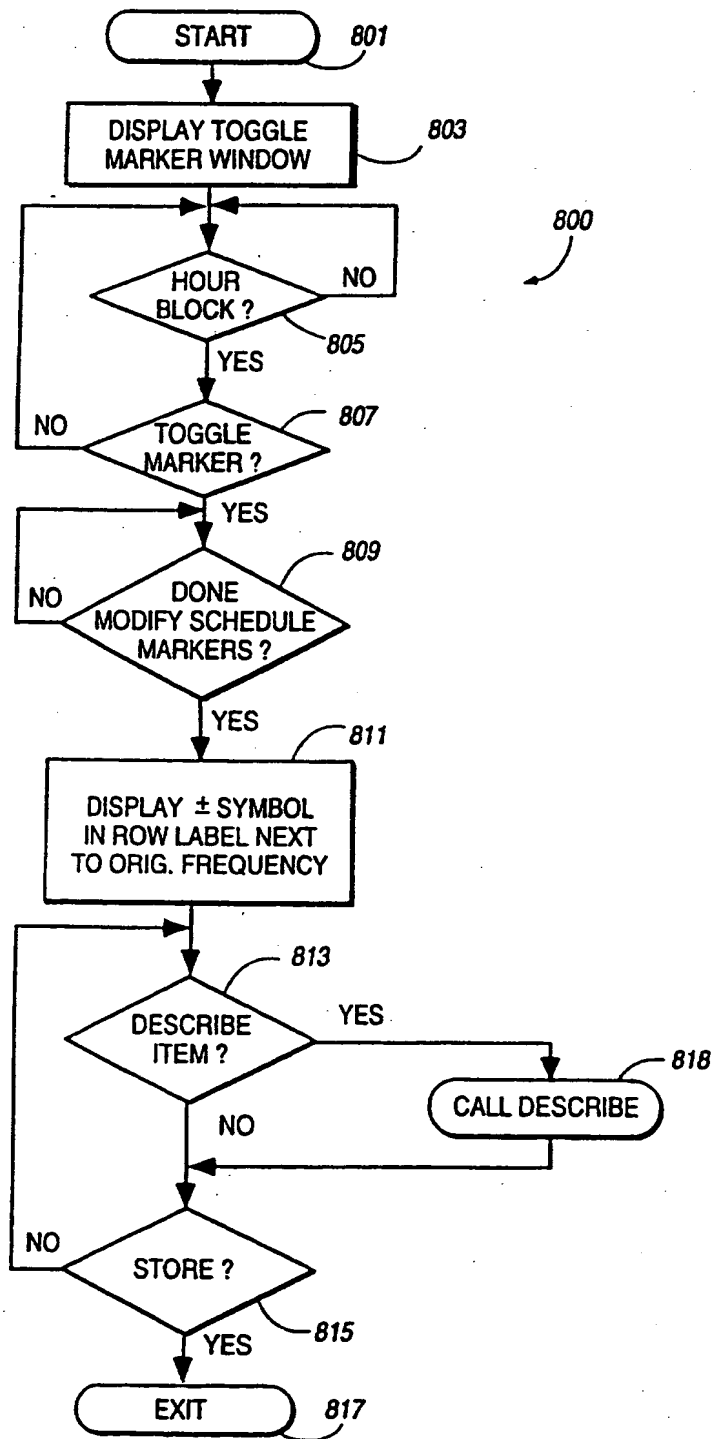 START
801
DISPLAY TOGGLE
MARKER WINDOW
803
800
HOUR
BLOCK ?
NO
805
YES
807
NO
TOGGLE
MARKER ?
YES
809
NO
DONE
MODIFY SCHEDULE
MARKERS ?
YES
811
DISPLAY ± SYMBOL
IN ROW LABEL NEXT
TO ORIG. FREQUENCY
813
DESCRIBE
ITEM ?
YES
818
CALL DESCRIBE
NO
NO
STORE ?
815
YES
EXIT
817